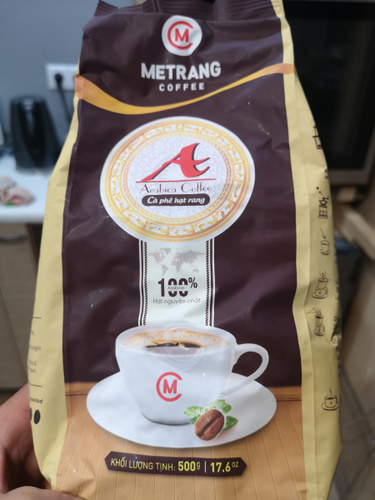 METRANG
COFFEE
Arabica Coffee
Cà phê hạt rang
100%
Hạt nguyên chất
KHỐI LƯỢNG TỊNH: 500g | 17.6 OZ